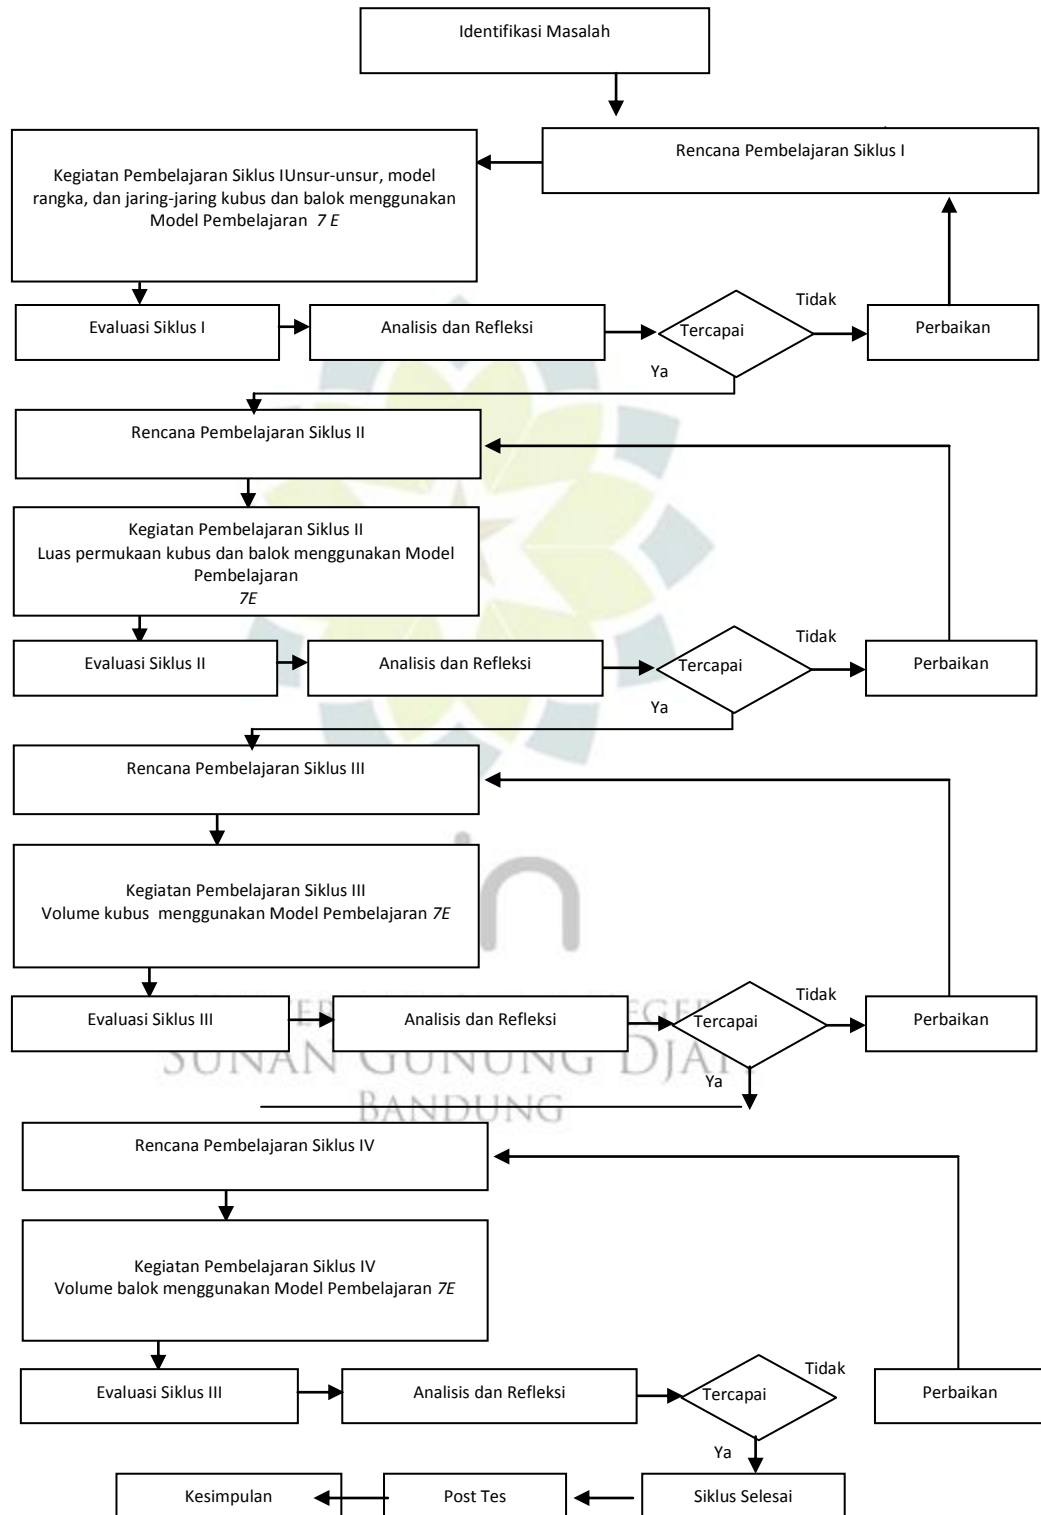 Identifikasi Masalah
Rencana Pembelajaran Siklus I
Kegiatan Pembelajaran Siklus IUnsur-unsur, model
rangka, dan jaring-jaring kubus dan balok menggunakan
Model Pembelajaran 7 E
Evaluasi Siklus I
Analisis dan Refleksi
Tercapai
Tidak
Perbaikan
Ya
Rencana Pembelajaran Siklus II
Kegiatan Pembelajaran Siklus II
Luas permukaan kubus dan balok menggunakan Model
Pembelajaran
7E
Evaluasi Siklus II
Analisis dan Refleksi
Tercapai
Tidak
Perbaikan
Ya
Rencana Pembelajaran Siklus III
Kegiatan Pembelajaran Siklus III
Volume kubus menggunakan Model Pembelajaran 7E
Evaluasi Siklus III
Analisis dan Refleksi
Tercapai
Tidak
Perbaikan
Ya
SUNAN GUNUNG DJATI
BANDUNG
Rencana Pembelajaran Siklus IV
Kegiatan Pembelajaran Siklus IV
Volume balok menggunakan Model Pembelajaran 7E
Evaluasi Siklus III
Analisis dan Refleksi
Tercapai
Tidak
Perbaikan
Ya
Kesimpulan
Post Tes
Siklus Selesai